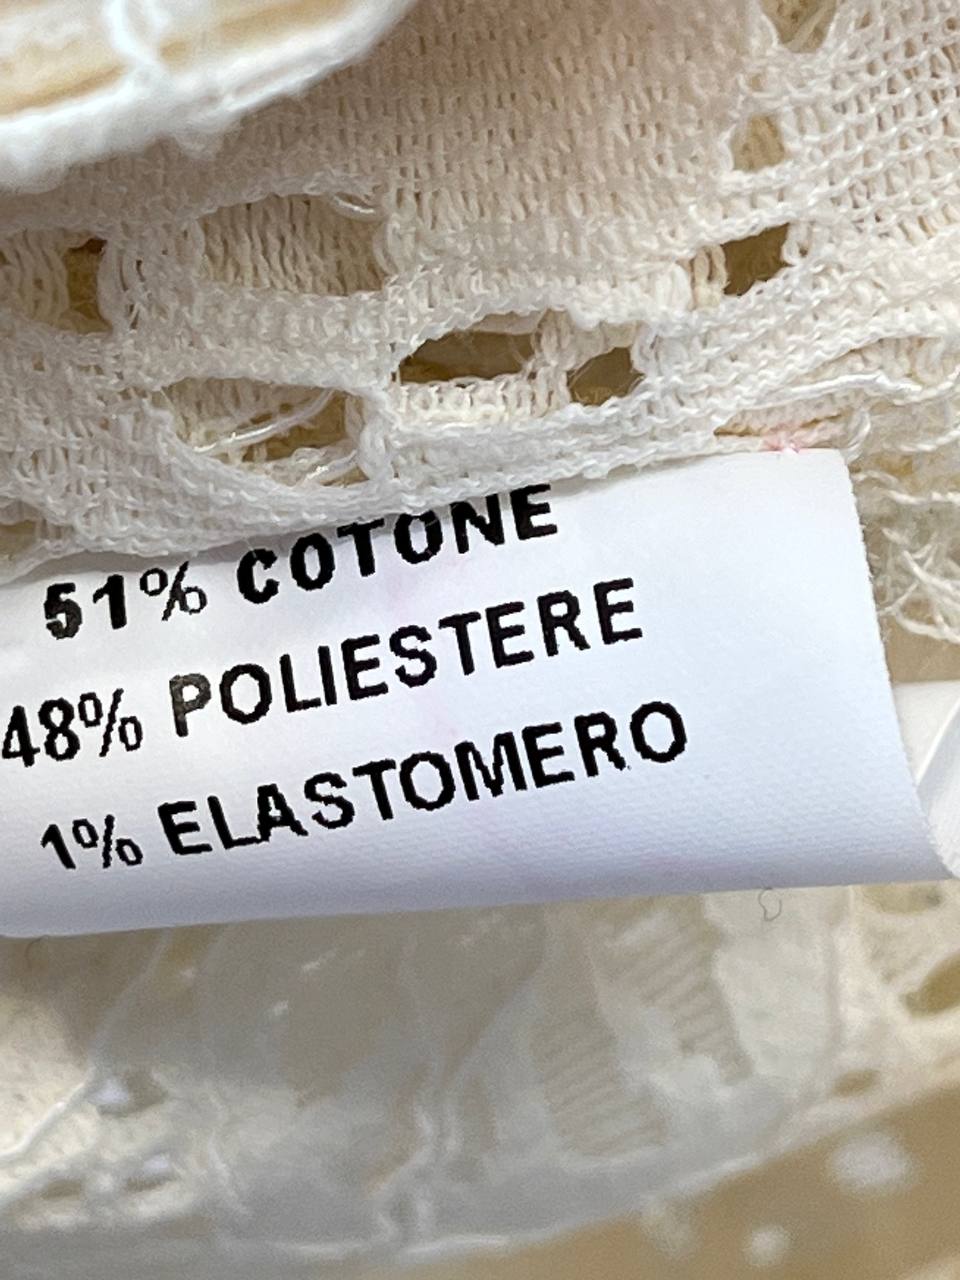 51% COTONE
48% POLIESTERE
1% ELASTOMERO